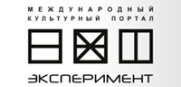 МЕЖДУНАРОДНЫЙ
КУЛЬТУРНЫЙ ПОРТАЛ
ЭКСПЕРИМЕНТ